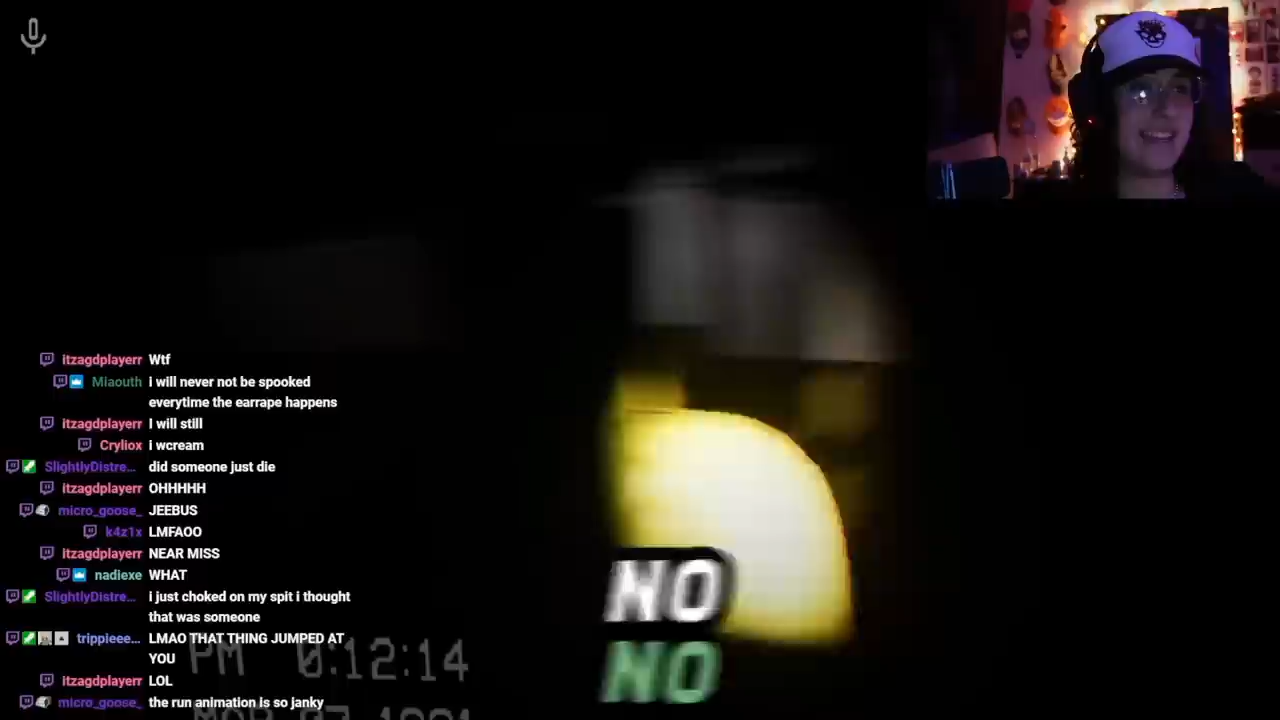 itzagdplayerr Wtf
Miaouth i will never not be spooked
everytime the earrape happens
itzagdplayerr I will still
Cryliox i wcream
SlightlyDistre... did someone just die
itzagdplayerr OHHHHH
micro_goose_ JEEBUS
k4z1x LMFAOO
itzagdplayerr NEAR MISS
nadiexe WHAT
SlightlyDistre... i just choked on my spit i thought
that was someone
trippieee... LMAO THAT THING JUMPED AT
YOU
itzagdplayerr LOL
micro_goose_ the run animation is so janky
PM 0:12:14
NO
NO